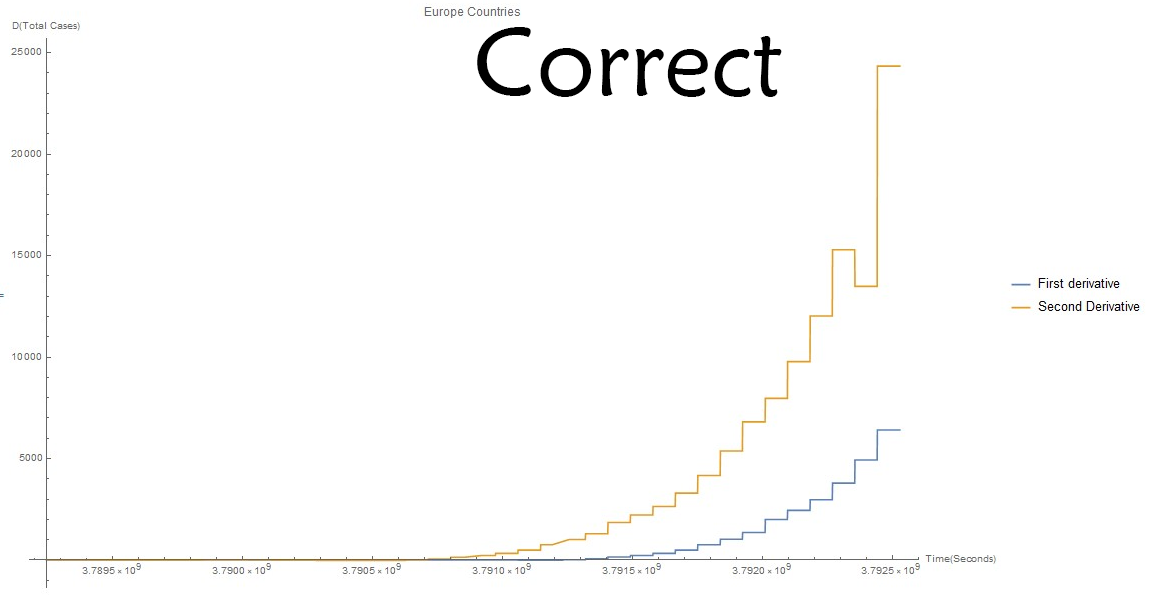 Europe Countries
D(Total Cases)
Correct
25000
20000
15000
10000
5000
First derivative
Second Derivative
3.7895 × 10⁹ 3.7900 × 10⁹ 3.7905 × 10⁹ 3.7910 × 10⁹ 3.7915 × 10⁹ 3.7920 × 10⁹ 3.7925 × 10⁹ Time(Seconds)